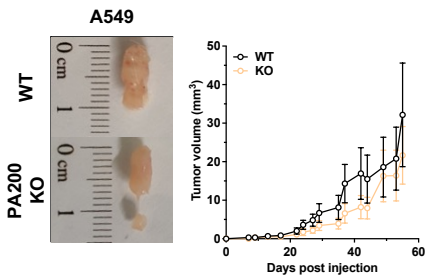 A549
WT
0 cm
1
PA200
KO
0 cm
1
WT
KO
Tumor volume (mm³)
50
40
30
20
10
0
0 20 40 60
Days post injection